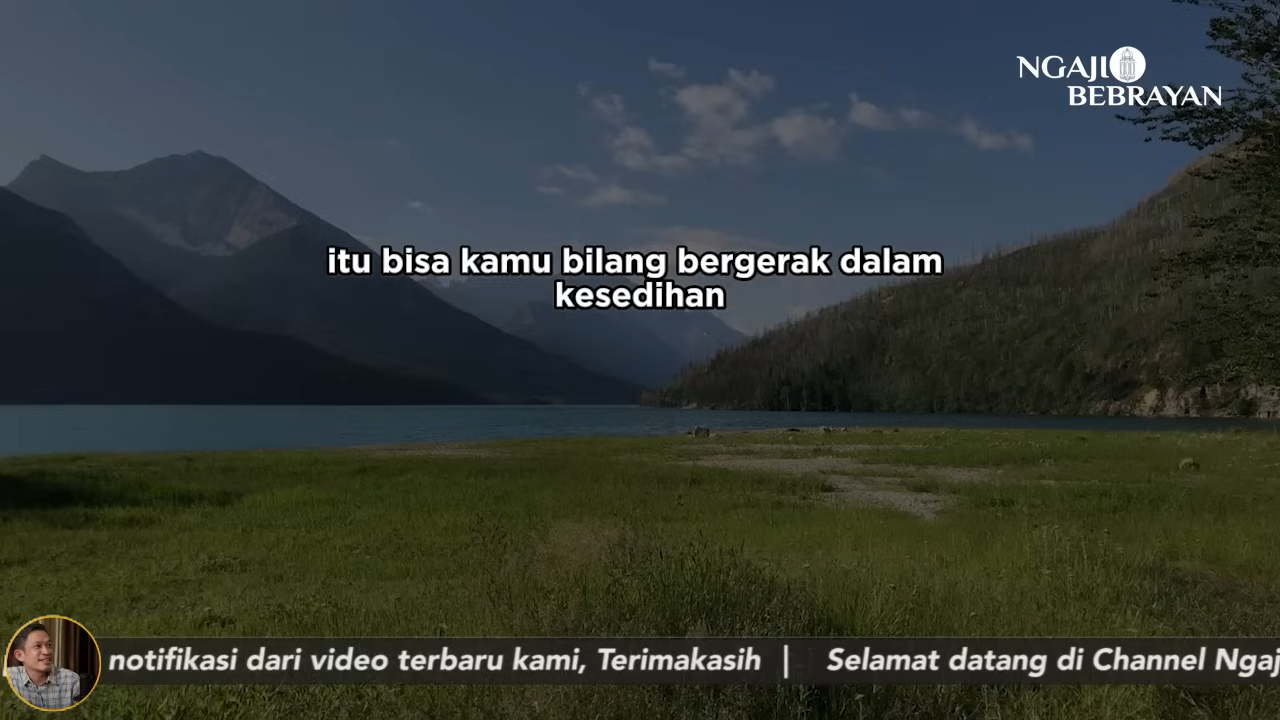 NGAJI
BEBRAYAN
itu bisa kamu bilang bergerak dalam
kesedihan
notifikasi dari video terbaru kami, Terimakasih | Selamat datang di Channel Ngaj